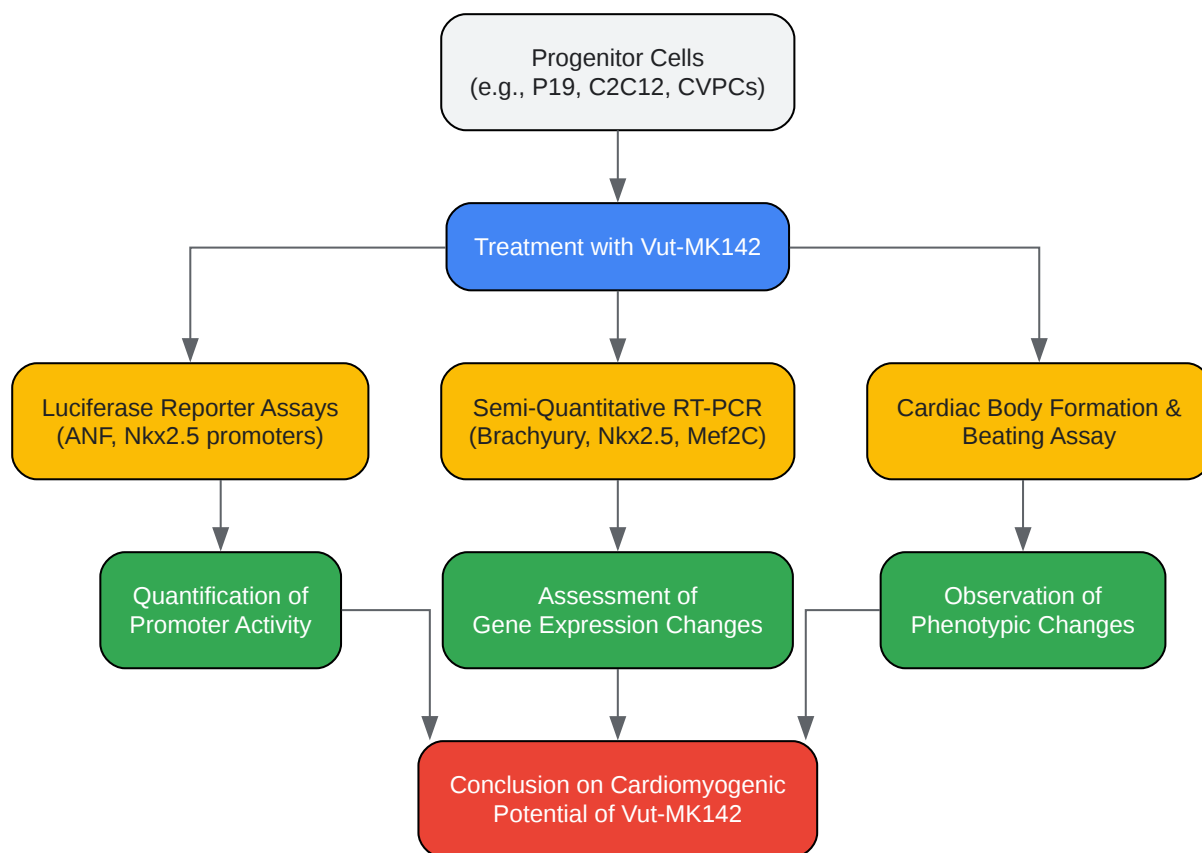 Progenitor Cells
(e.g., P19, C2C12, CVPCs)
Treatment with Vut-MK142
Luciferase Reporter Assays
(ANF, Nkx2.5 promoters)
Semi-Quantitative RT-PCR
(Brachyury, Nkx2.5, Mef2C)
Cardiac Body Formation &
Beating Assay
Quantification of
Promoter Activity
Assessment of
Gene Expression Changes
Observation of
Phenotypic Changes
Conclusion on Cardiomyogenic
Potential of Vut-MK142